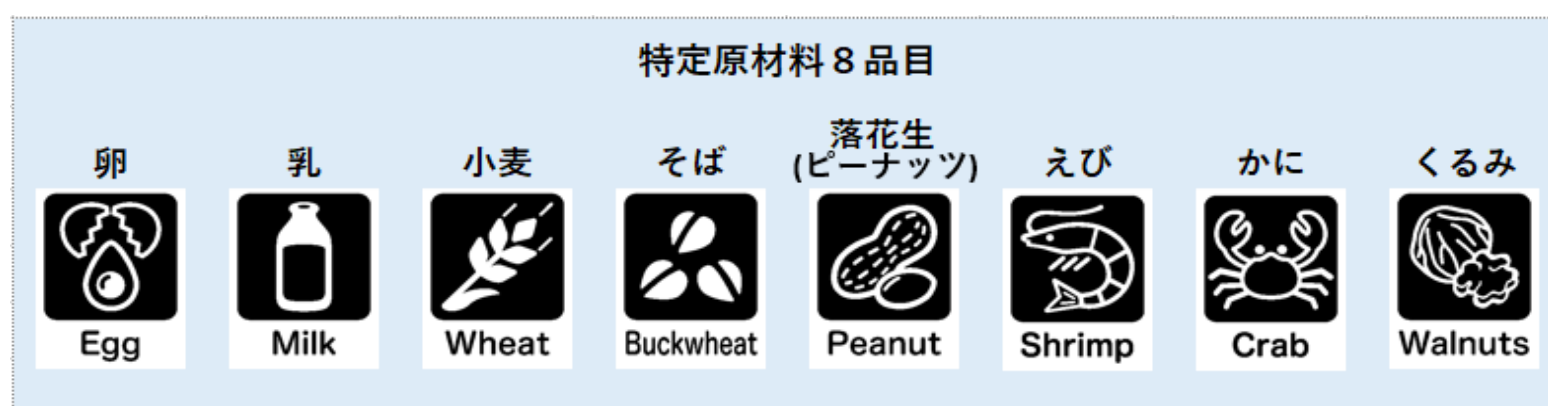 特定原材料８品目
卵 乳 小麦 そば 落花生
(ピーナッツ) えび かに くるみ
Egg Milk Wheat Buckwheat Peanut Shrimp Crab Walnuts